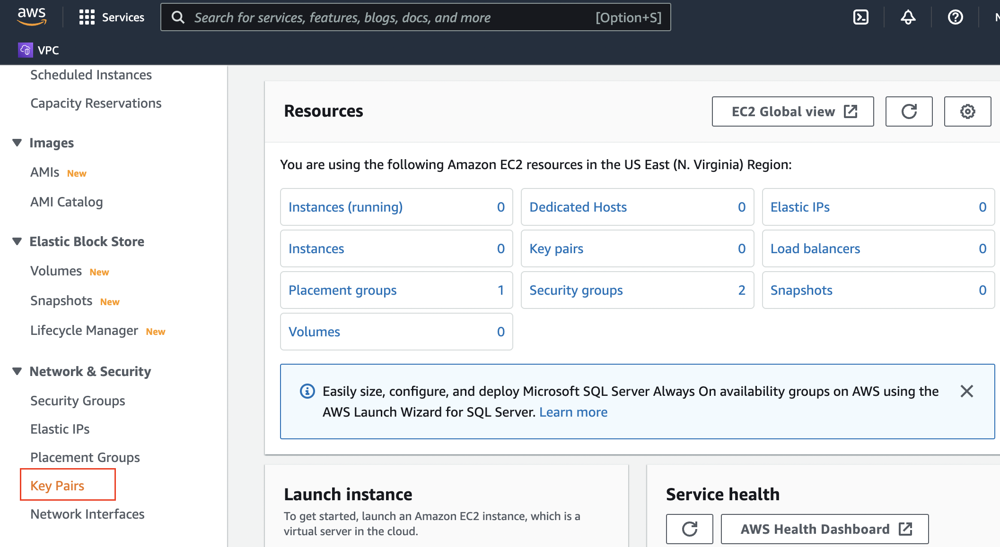 aws
Services
Search for services, features, blogs, docs, and more
[Option+S]
N
VPC
Scheduled Instances
Capacity Reservations
Images
AMIs New
AMI Catalog
Elastic Block Store
Volumes New
Snapshots New
Lifecycle Manager New
Network & Security
Security Groups
Elastic IPs
Placement Groups
Key Pairs
Network Interfaces
Resources
EC2 Global view
You are using the following Amazon EC2 resources in the US East (N. Virginia) Region:
Instances (running) 0
Dedicated Hosts 0
Elastic IPs 0
Instances 0
Key pairs 0
Load balancers 0
Placement groups 1
Security groups 2
Snapshots 0
Volumes 0
Easily size, configure, and deploy Microsoft SQL Server Always On availability groups on AWS using the
AWS Launch Wizard for SQL Server. Learn more
Launch instance
To get started, launch an Amazon EC2 instance, which is a
virtual server in the cloud.
Service health
AWS Health Dashboard